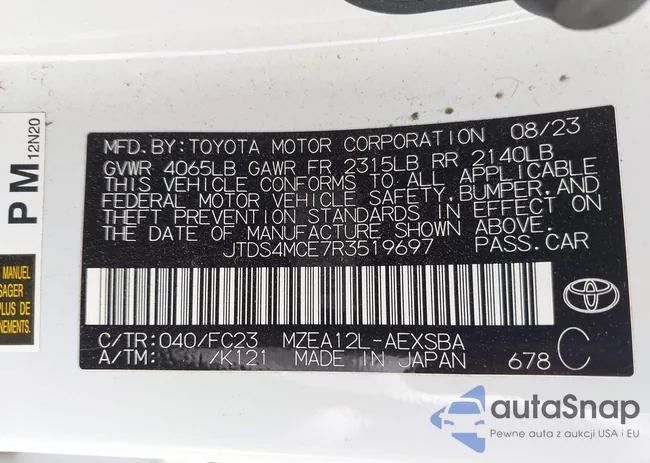 MFD.BY:TOYOTA MOTOR CORPORATION 08/23
GVWR 4065LB GAWR FR 2315LB RR 2140LB
THIS VEHICLE CONFORMS TO ALL APPLICABLE
FEDERAL MOTOR VEHICLE SAFETY,BUMPER,AND
THEFT PREVENTION STANDARDS IN EFFECT ON
THE DATE OF MANUFACTURE SHOWN ABOVE.
JTDS4MCE7R3519697 PASS.CAR
C/TR:040/FC23 MZEA12L-AEXSBA
A/TM: /K121 MADE IN JAPAN 678 C
PM 12N20
MANUEL
SAGER
PLUS DE
NEMENTS.
autoSnap
Pewne auta z aukcji USA i EU